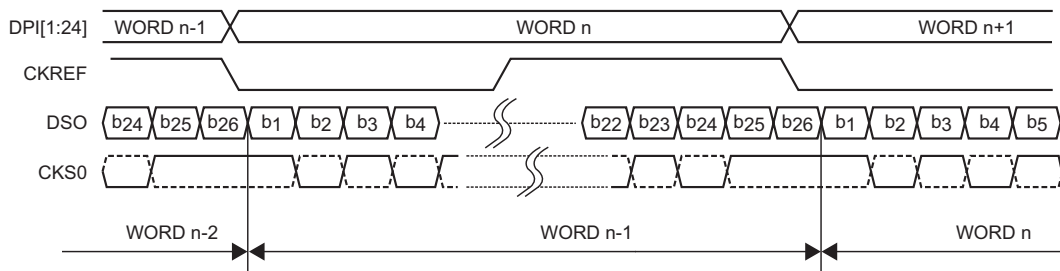 DPI[1:24] WORD n-1 WORD n WORD n+1
CKREF
DSO b24 b25 b26 b1 b2 b3 b4 b22 b23 b24 b25 b26 b1 b2 b3 b4 b5
CKS0
WORD n-2 WORD n-1 WORD n